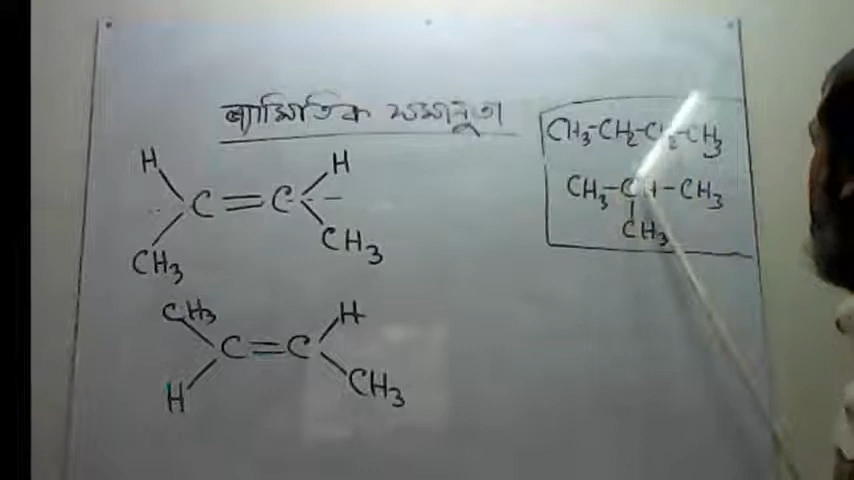 জ্যামিতিক সমানুতা
H H
C = C
CH3 CH3
CH3 H
C = C
H CH3
CH3-CH2-CH2-CH3
CH3-CH-CH3
CH3